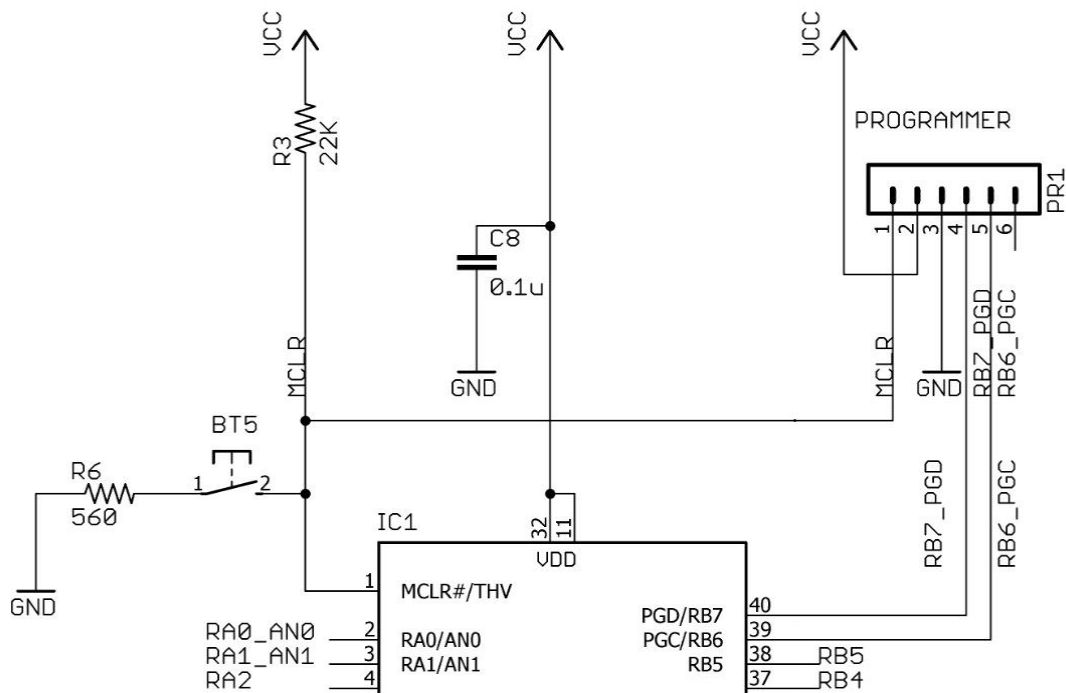 VCC
VCC
VCC
R3
22K
PROGRAMMER
PR1
1
2
3
4
5
6
C8
0.1u
GND
MCLR
MCLR
GND
RB7_PGD
RB6_PGC
BT5
R6
1
2
560
GND
IC1
32
11
VDD
RB7_PGD
RB6_PGC
1
MCLR#/THV
PGD/RB7
40
RA0_AN0
2
RA0/AN0
PGC/RB6
39
RA1_AN1
3
RA1/AN1
RB5
38
RB5
RA2
4
37
RB4